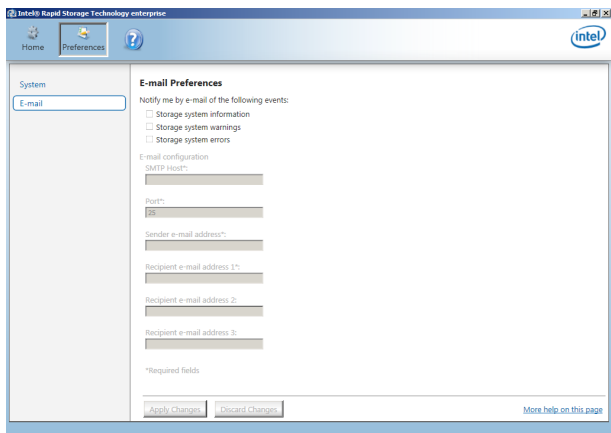 Intel® Rapid Storage Technology enterprise
Home
Preferences
?
intel
System
E-mail
E-mail Preferences
Notify me by e-mail of the following events:
Storage system information
Storage system warnings
Storage system errors
E-mail configuration
SMTP Host*:
Port*:
25
Sender e-mail address*:
Recipient e-mail address 1*:
Recipient e-mail address 2:
Recipient e-mail address 3:
*Required fields
Apply Changes
Discard Changes
More help on this page